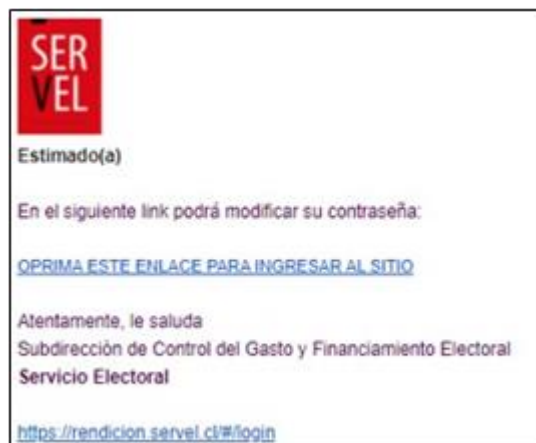 SER
VEL
Estimado(a)
En el siguiente link podrá modificar su contraseña:
OPRIMA ESTE ENLACE PARA INGRESAR AL SITIO
Atentamente, le saluda
Subdirección de Control del Gasto y Financiamiento Electoral
Servicio Electoral
https://rendicion.servel.cl/#/login